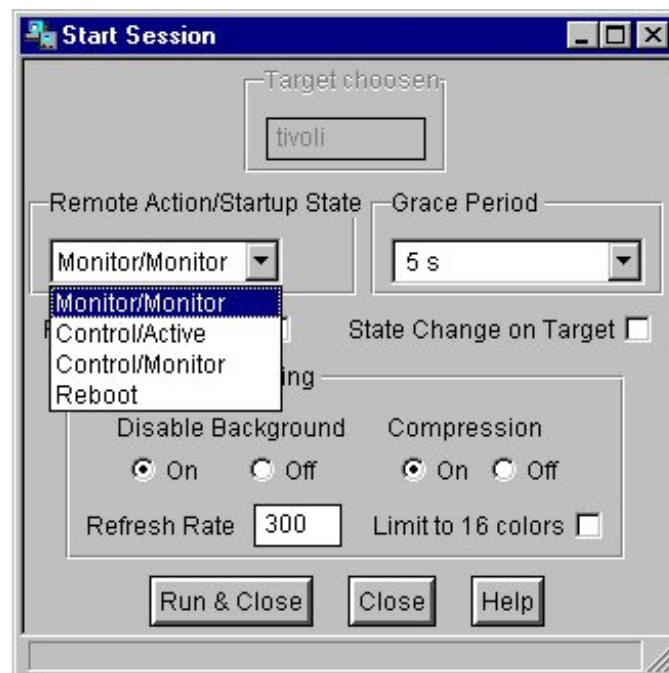 Start Session
Target choosen
tivoli
Remote Action/Startup State Grace Period
Monitor/Monitor 5 s
Monitor/Monitor
Control/Active
State Change on Target
Control/Monitor
Reboot
ing
Disable Background Compression
On Off On Off
Refresh Rate 300 Limit to 16 colors
Run & Close Close Help